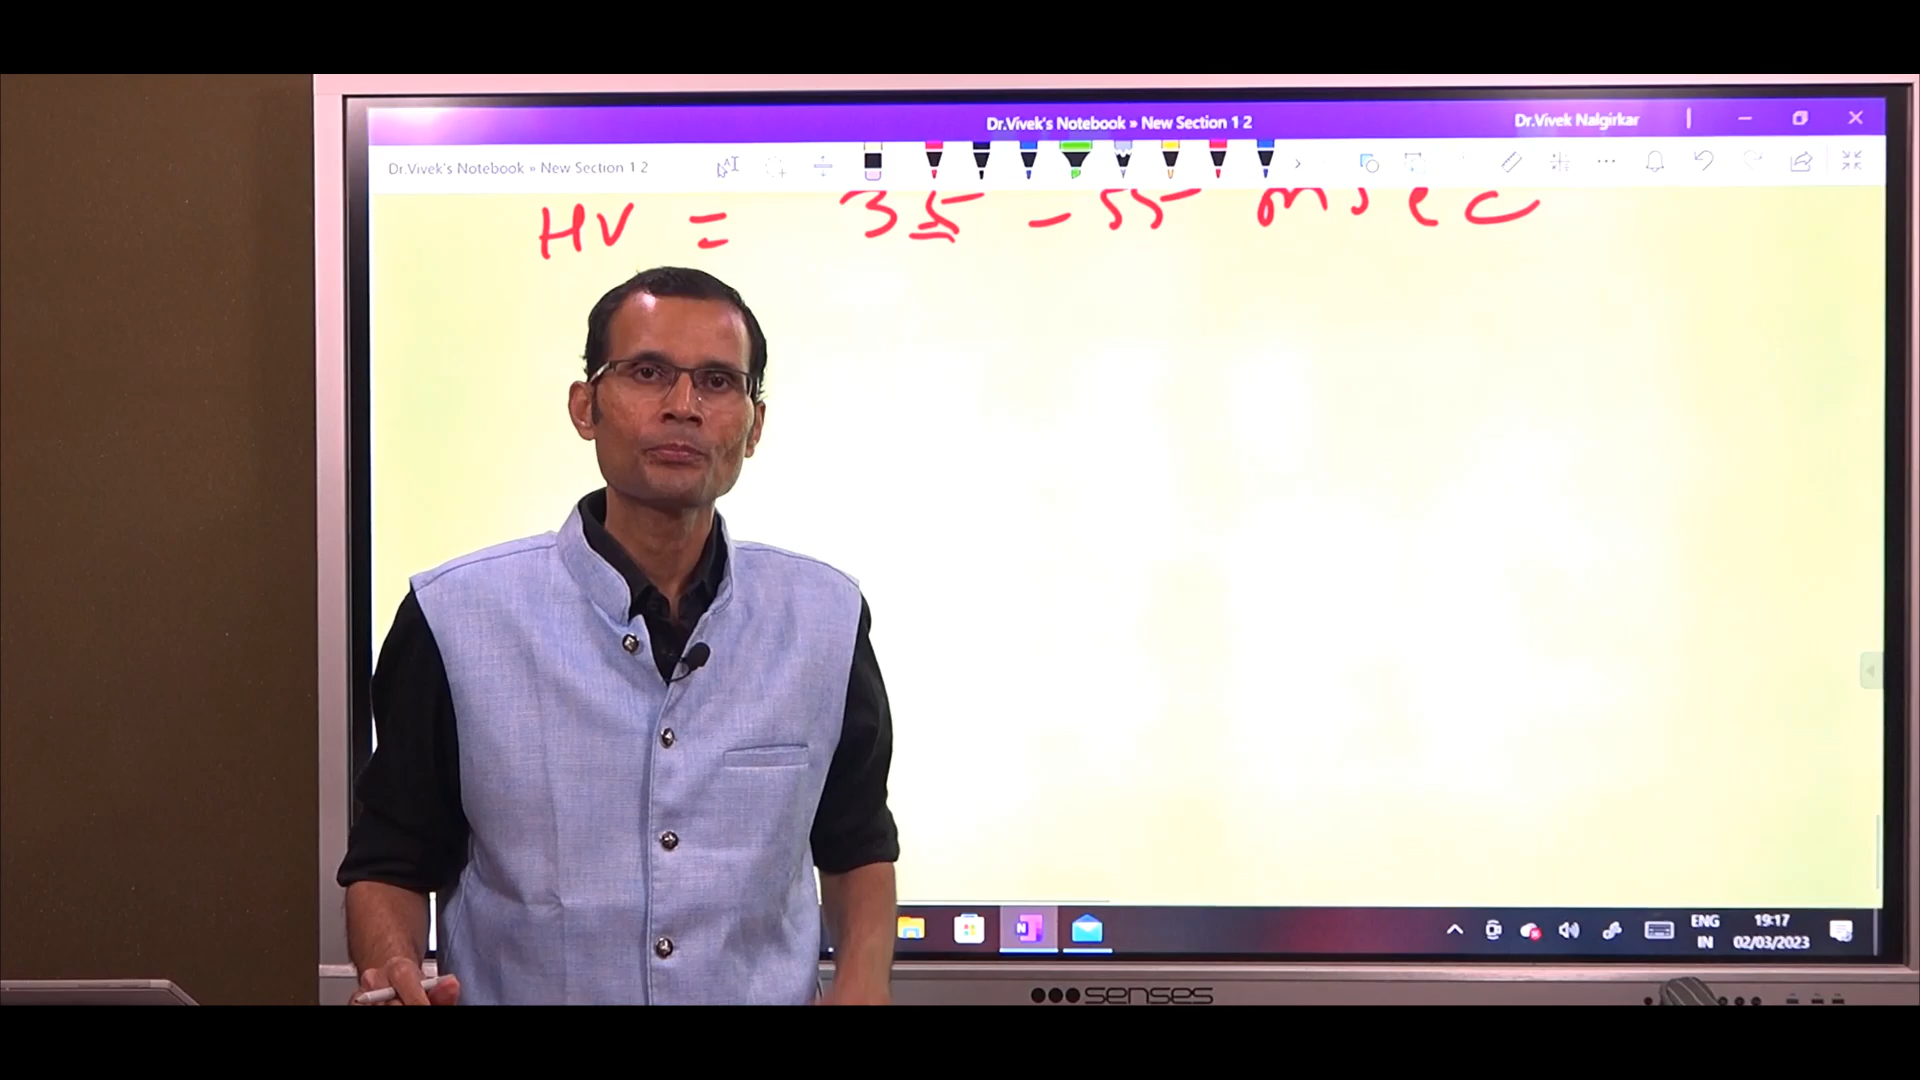 Dr.Vivek's Notebook » New Section 1 2
Dr.Vivek Nalgirkar
Dr.Vivek's Notebook » New Section 1 2
HV = 35 - 55 msec
ENG
IN
19:17
02/03/2023
senses